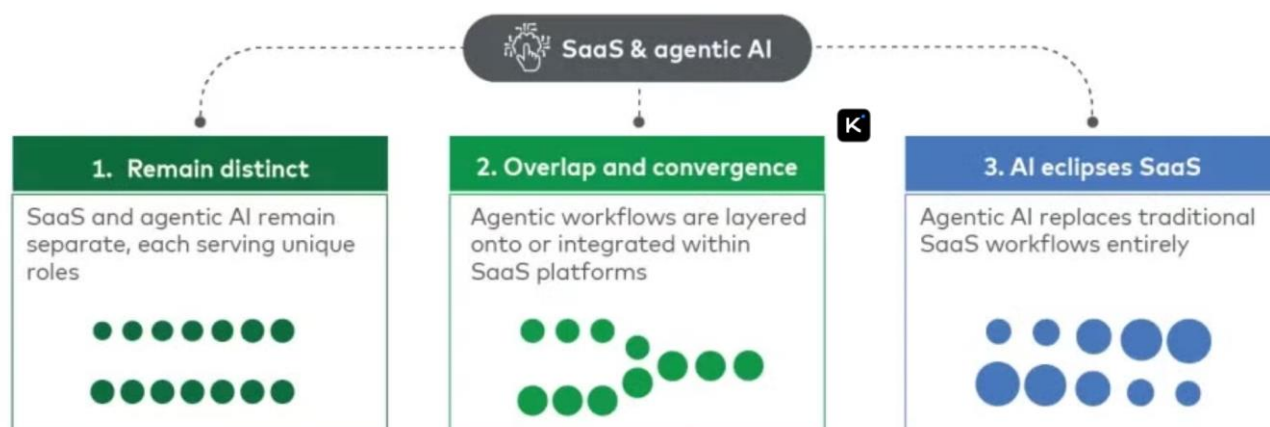 SaaS & agentic AI
K
1. Remain distinct
SaaS and agentic AI remain
separate, each serving unique
roles
2. Overlap and convergence
Agentic workflows are layered
onto or integrated within
SaaS platforms
3. AI eclipses SaaS
Agentic AI replaces traditional
SaaS workflows entirely